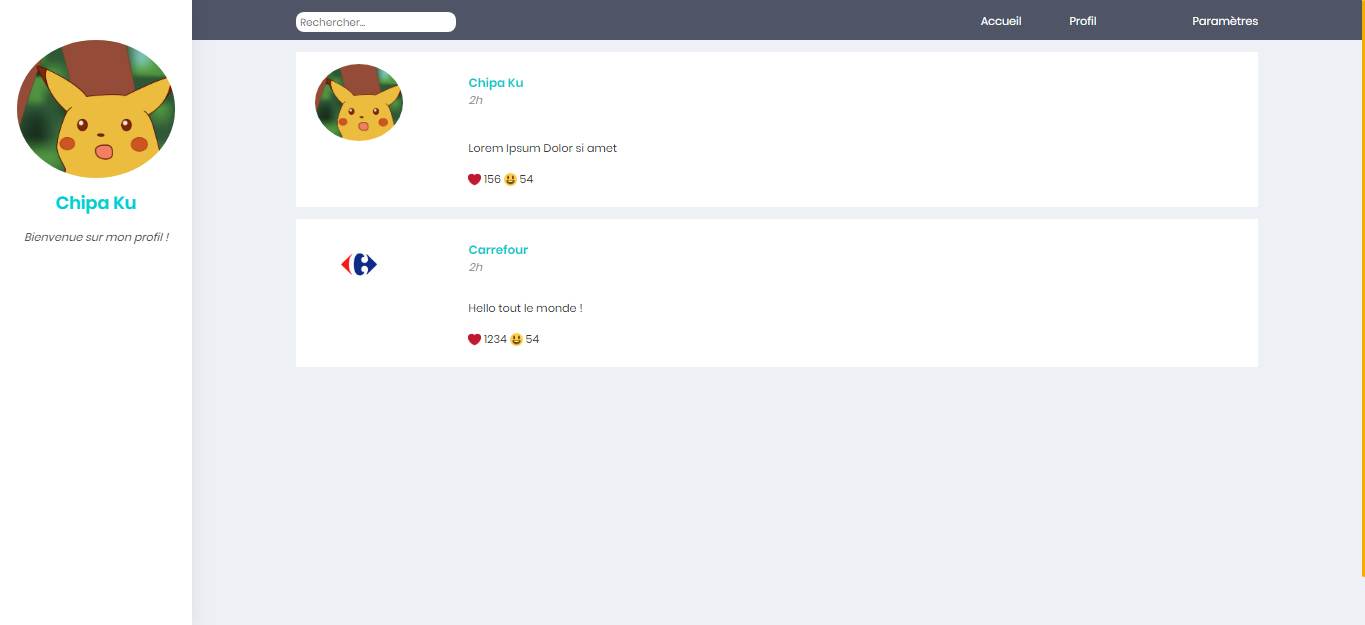 Rechercher...
Accueil Profil Paramètres
Chipa Ku
Bienvenue sur mon profil !
Chipa Ku
2h
Lorem Ipsum Dolor si amet
❤️ 156 😃 54
Carrefour
2h
Hello tout le monde !
❤️ 1234 😃 54